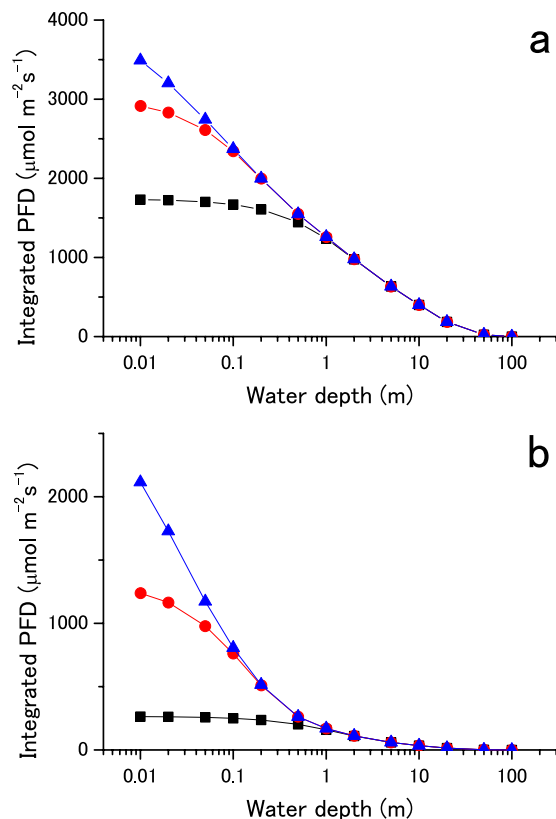 a
4000
3000
2000
1000
0
Integrated PFD (μmol m⁻²s⁻¹)
0.01 0.1 1 10 100
Water depth (m)
b
2000
1000
0
Integrated PFD (μmol m⁻²s⁻¹)
0.01 0.1 1 10 100
Water depth (m)